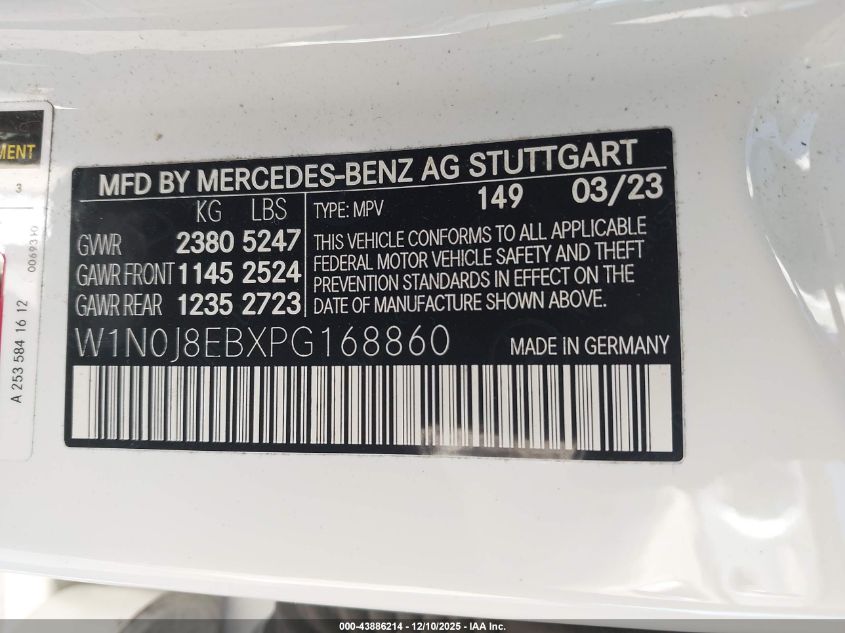 MENT
3
00693
A 253 584 16 12
MFD BY MERCEDES-BENZ AG STUTTGART
KG LBS
TYPE: MPV 149 03/23
GVWR 2380 5247
GAWR FRONT 1145 2524
GAWR REAR 1235 2723
THIS VEHICLE CONFORMS TO ALL APPLICABLE
FEDERAL MOTOR VEHICLE SAFETY AND THEFT
PREVENTION STANDARDS IN EFFECT ON THE
DATE OF MANUFACTURE SHOWN ABOVE.
W1N0J8EBXPG168860
MADE IN GERMANY
000-43886214 - 12/10/2025 - IAA Inc.